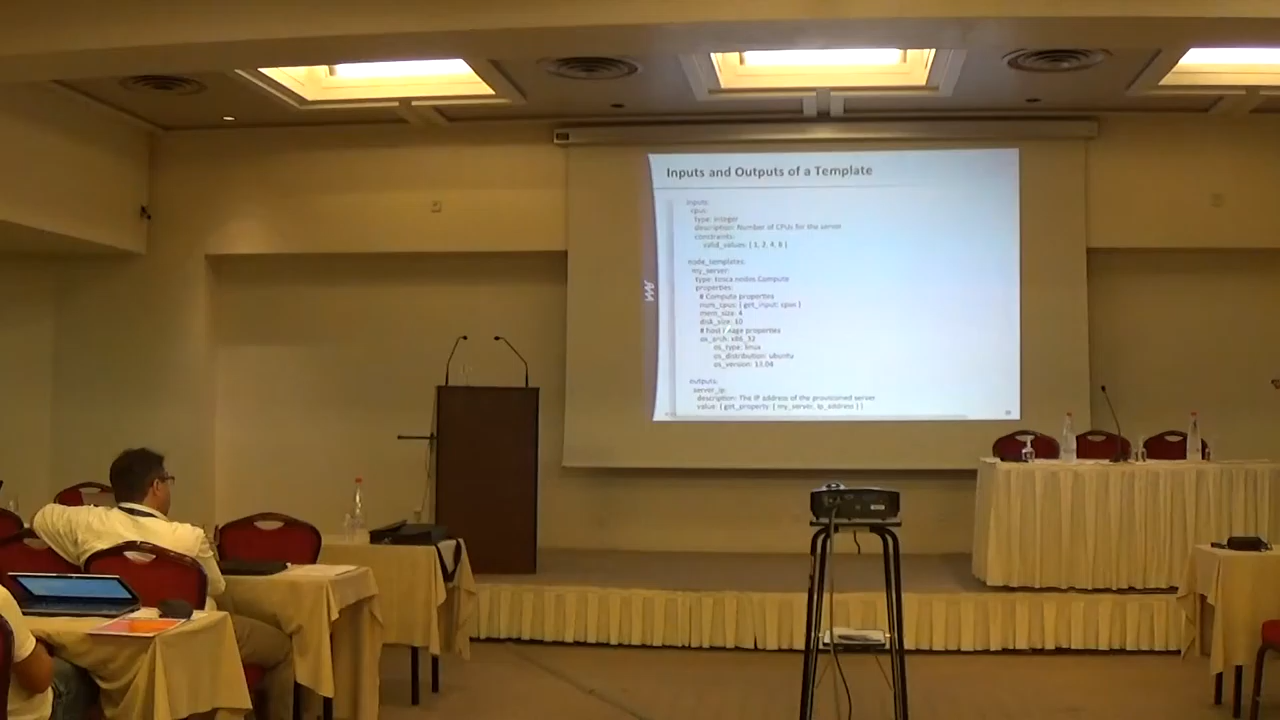 Inputs and Outputs of a Template
inputs:
cpus:
type: integer
description: Number of CPUs for the server
constraints:
valid_values: [ 1, 2, 4, 8 ]
node_templates:
my_server:
type: tosca.nodes.Compute
properties:
# Compute properties
num_cpus: { get_input: cpus }
mem_size: 4
disk_size: 10
# host image properties
os_arch: x86_32
os_type: linux
os_distribution: ubuntu
os_version: 13.04
outputs:
server_ip:
description: The IP address of the provisioned server
value: { get_property: [ my_server, ip_address ] }